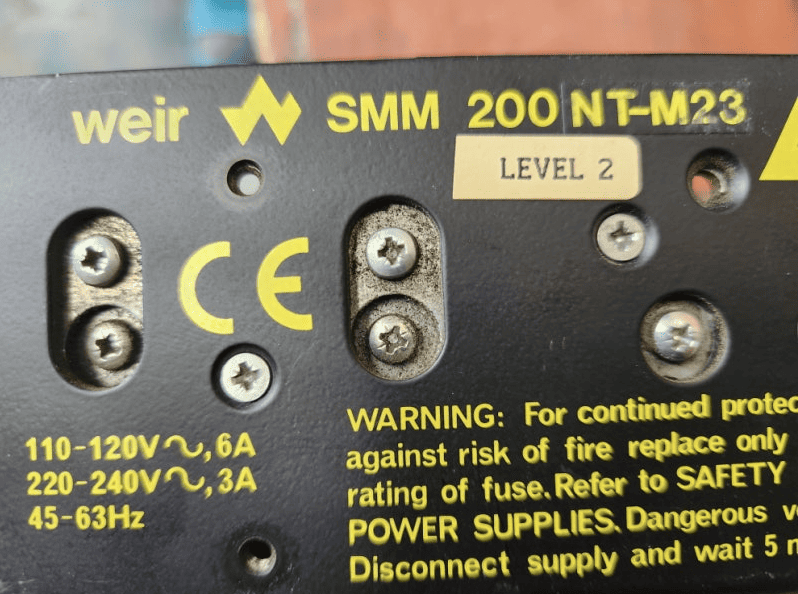 weir SMM 200 NT-M23
LEVEL 2
CE
110-120V∿,6A
220-240V∿,3A
45-63Hz
WARNING: For continued protec
against risk of fire replace only
rating of fuse. Refer to SAFETY
POWER SUPPLIES. Dangerous v
Disconnect supply and wait 5 m